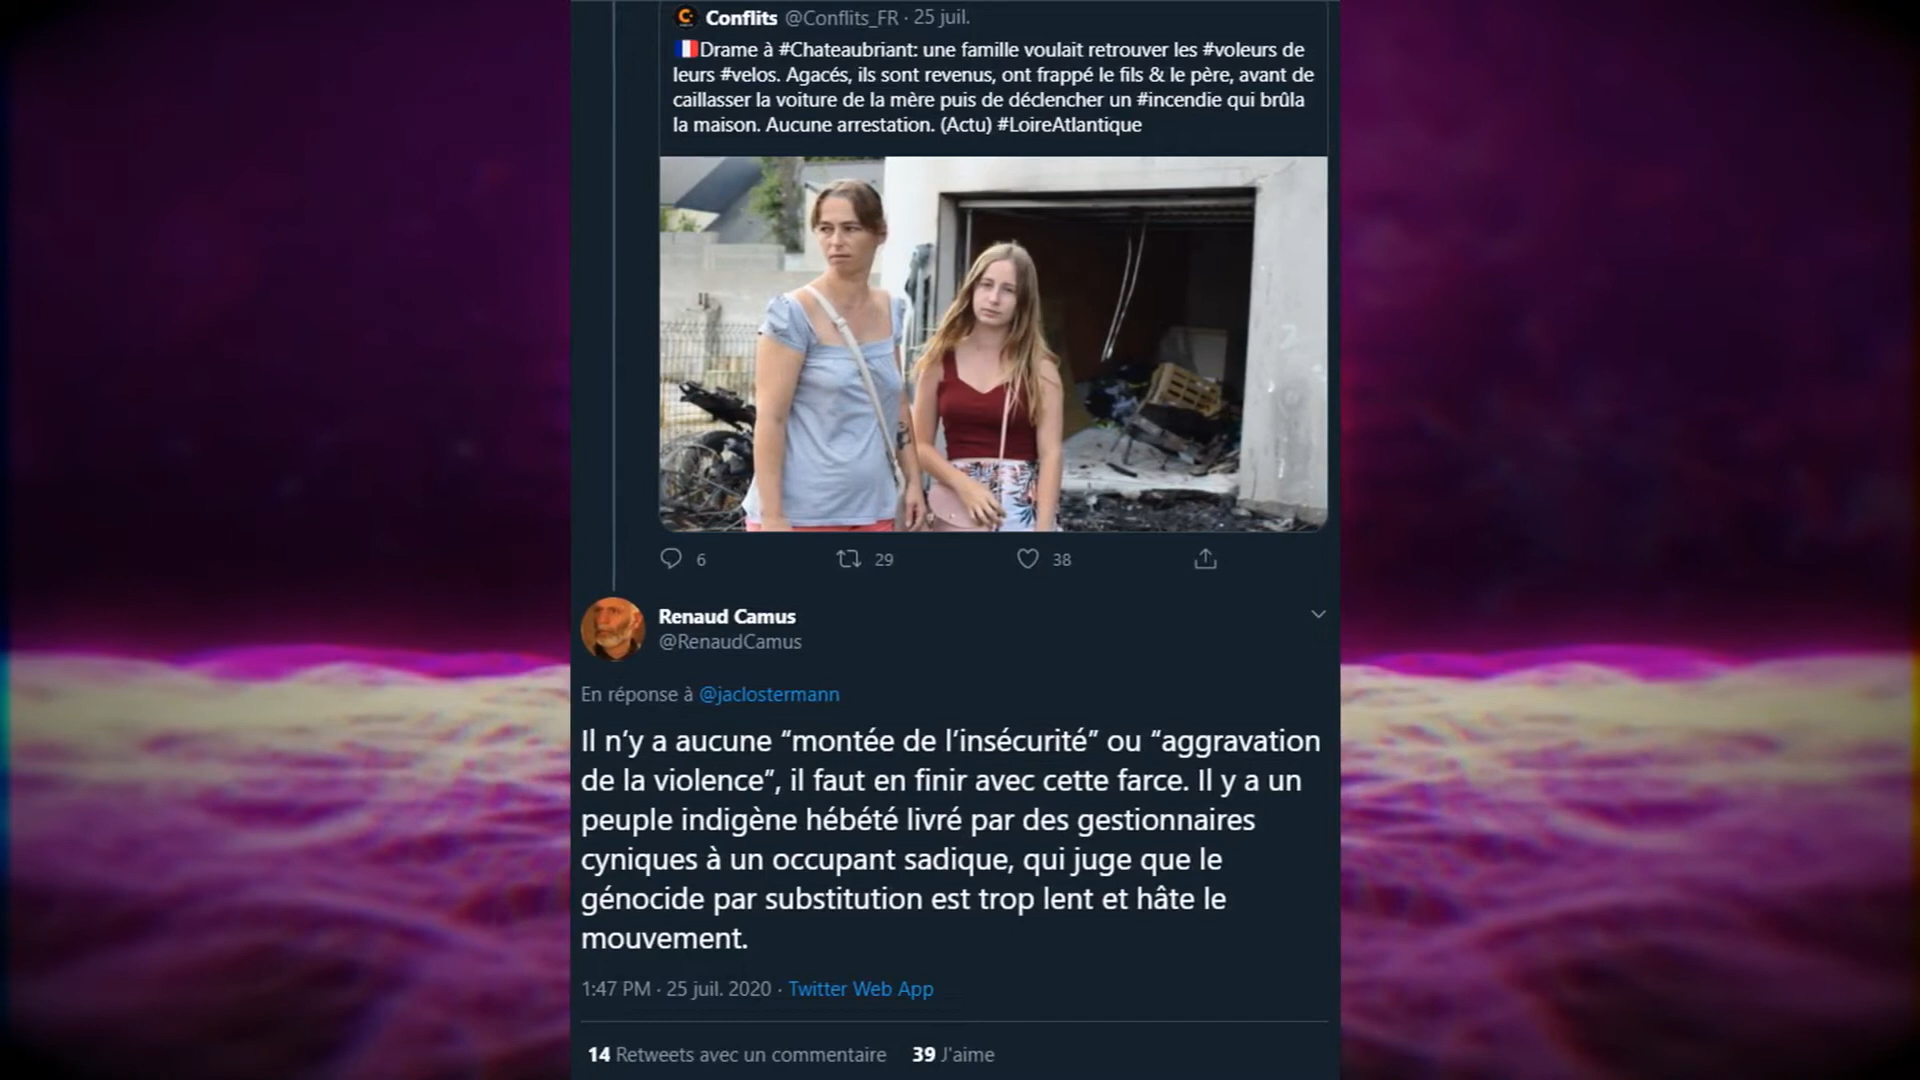 Conflits @Conflits_FR · 25 juil.
🇫🇷Drame à #Chateaubriant: une famille voulait retrouver les #voleurs de
leurs #velos. Agacés, ils sont revenus, ont frappé le fils & le père, avant de
caillasser la voiture de la mère puis de déclencher un #incendie qui brûla
la maison. Aucune arrestation. (Actu) #LoireAtlantique
6 29 38
Renaud Camus
@RenaudCamus
En réponse à @jaclostermann
Il n’y a aucune “montée de l’insécurité” ou “aggravation
de la violence”, il faut en finir avec cette farce. Il y a un
peuple indigène hébété livré par des gestionnaires
cyniques à un occupant sadique, qui juge que le
génocide par substitution est trop lent et hâte le
mouvement.
1:47 PM · 25 juil. 2020 · Twitter Web App
14 Retweets avec un commentaire 39 J'aime